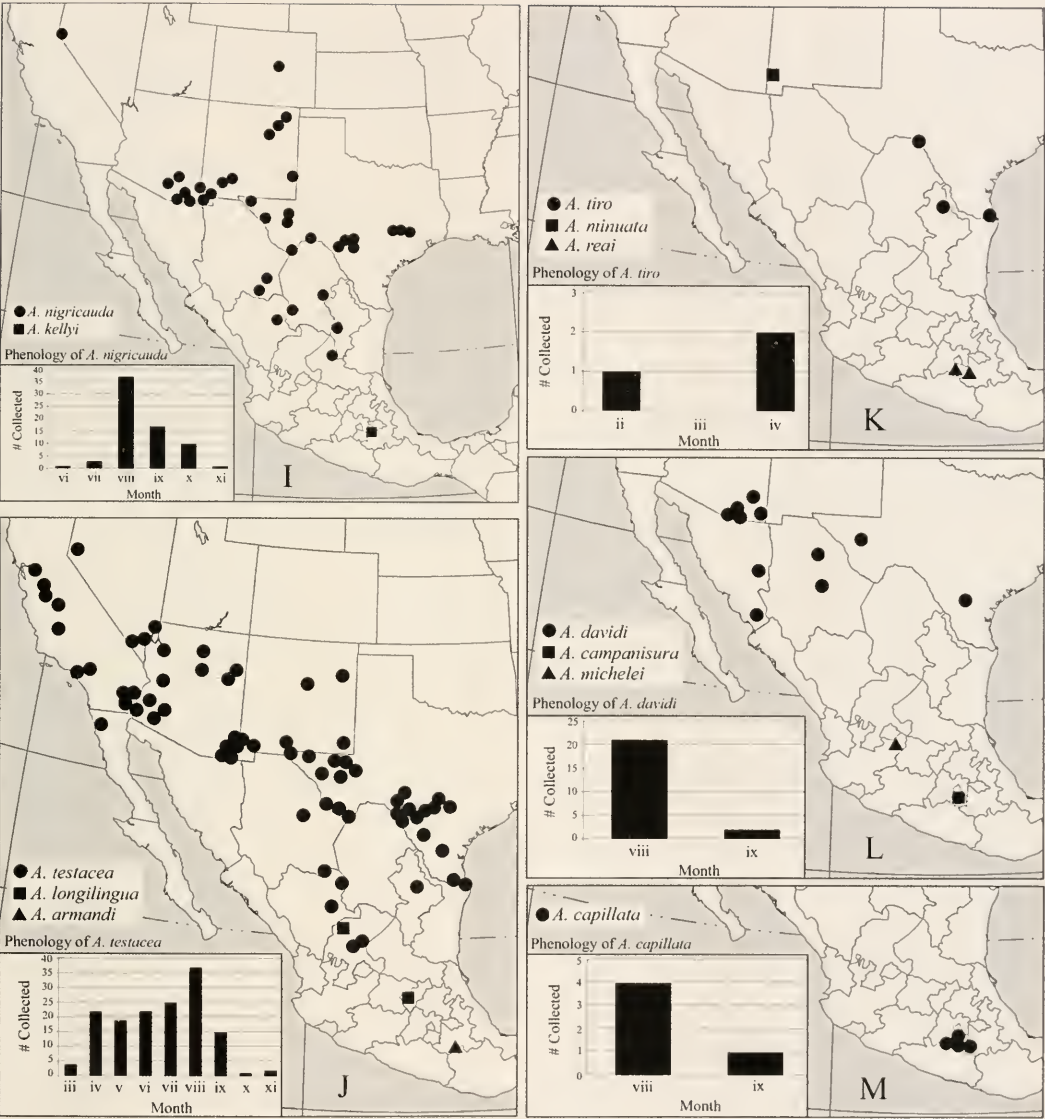 A. nigricauda
A. kellyi
Phenology of A. nigricauda
# Collected
40
35
30
25
20
15
10
5
0
vi vii viii ix x xi
Month
I
A. testacea
A. longilingua
A. armandi
Phenology of A. testacea
# Collected
40
35
30
25
20
15
10
5
0
iii iv v vi vii viii ix x xi
Month
J
A. tiro
A. minuata
A. reai
Phenology of A. tiro
# Collected
3
2
1
0
ii iii iv
Month
K
A. davidi
A. campanisura
A. michelei
Phenology of A. davidi
# Collected
25
20
15
10
5
0
viii ix
Month
L
A. capillata
Phenology of A. capillata
# Collected
5
4
3
2
1
0
viii ix
Month
M